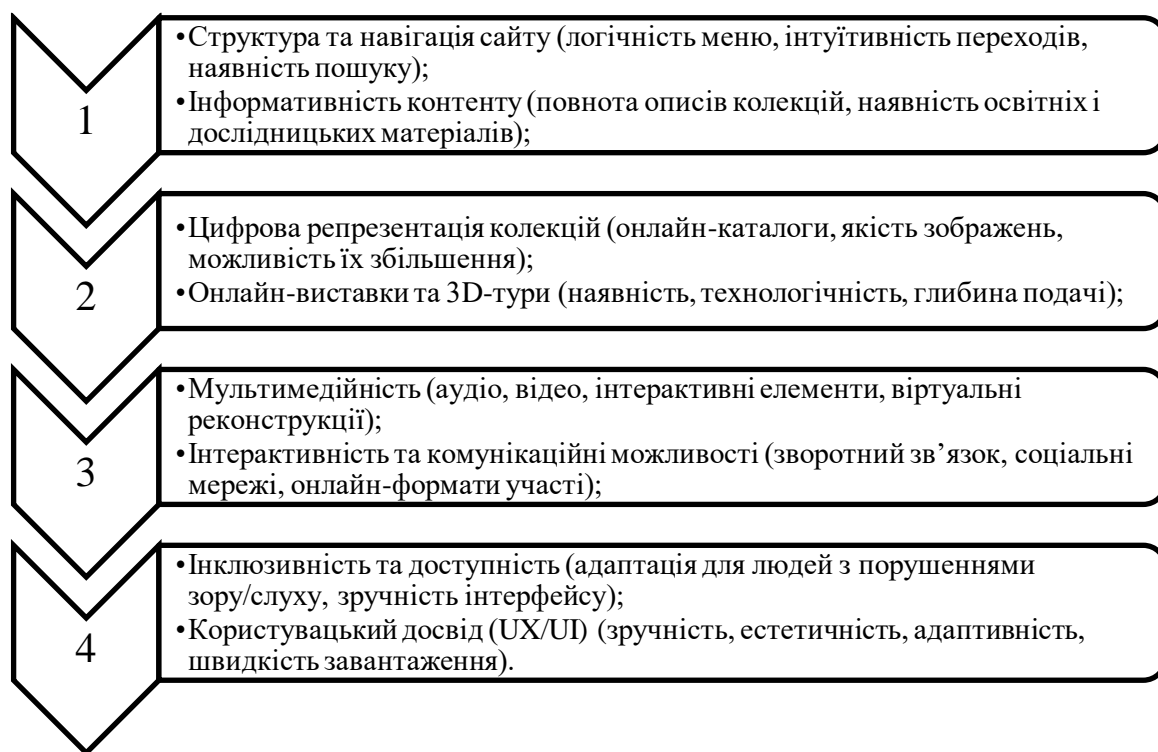 1
•Структура та навігація сайту (логічність меню, інтуїтивність переходів,
наявність пошуку);
•Інформативність контенту (повнота описів колекцій, наявність освітніх і
дослідницьких матеріалів);
2
•Цифрова репрезентація колекцій (онлайн-каталоги, якість зображень,
можливість їх збільшення);
•Онлайн-виставки та 3D-тури (наявність, технологічність, глибина подачі);
3
•Мультимедійність (аудіо, відео, інтерактивні елементи, віртуальні
реконструкції);
•Інтерактивність та комунікаційні можливості (зворотний зв’язок, соціальні
мережі, онлайн-формати участі);
4
•Інклюзивність та доступність (адаптація для людей з порушеннями
зору/слуху, зручність інтерфейсу);
•Користувацький досвід (UX/UI) (зручність, естетичність, адаптивність,
швидкість завантаження).